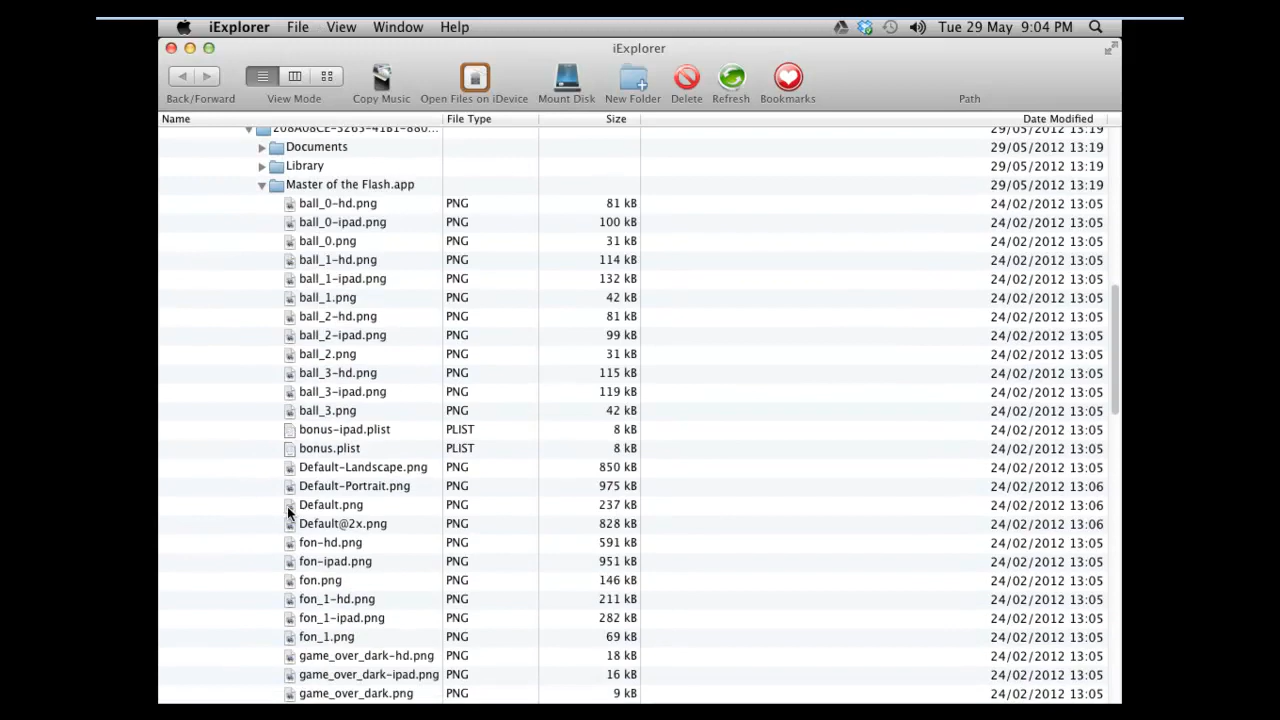 iExplorer File View Window Help Tue 29 May 9:04 PM
iExplorer
Back/Forward View Mode Copy Music Open Files on iDevice Mount Disk New Folder Delete Refresh Bookmarks Path
Name File Type Size Date Modified
208A08CE-3263-41B1-880... 29/05/2012 13:19
Documents 29/05/2012 13:19
Library 29/05/2012 13:19
Master of the Flash.app 29/05/2012 13:19
ball_0-hd.png PNG 81 kB 24/02/2012 13:05
ball_0-ipad.png PNG 100 kB 24/02/2012 13:05
ball_0.png PNG 31 kB 24/02/2012 13:05
ball_1-hd.png PNG 114 kB 24/02/2012 13:05
ball_1-ipad.png PNG 132 kB 24/02/2012 13:05
ball_1.png PNG 42 kB 24/02/2012 13:05
ball_2-hd.png PNG 81 kB 24/02/2012 13:05
ball_2-ipad.png PNG 99 kB 24/02/2012 13:05
ball_2.png PNG 31 kB 24/02/2012 13:05
ball_3-hd.png PNG 115 kB 24/02/2012 13:05
ball_3-ipad.png PNG 119 kB 24/02/2012 13:05
ball_3.png PNG 42 kB 24/02/2012 13:05
bonus-ipad.plist PLIST 8 kB 24/02/2012 13:05
bonus.plist PLIST 8 kB 24/02/2012 13:05
Default-Landscape.png PNG 850 kB 24/02/2012 13:05
Default-Portrait.png PNG 975 kB 24/02/2012 13:06
Default.png PNG 237 kB 24/02/2012 13:06
Default@2x.png PNG 828 kB 24/02/2012 13:06
fon-hd.png PNG 591 kB 24/02/2012 13:05
fon-ipad.png PNG 951 kB 24/02/2012 13:05
fon.png PNG 146 kB 24/02/2012 13:05
fon_1-hd.png PNG 211 kB 24/02/2012 13:05
fon_1-ipad.png PNG 282 kB 24/02/2012 13:05
fon_1.png PNG 69 kB 24/02/2012 13:05
game_over_dark-hd.png PNG 18 kB 24/02/2012 13:05
game_over_dark-ipad.png PNG 16 kB 24/02/2012 13:05
game_over_dark.png PNG 9 kB 24/02/2012 13:05